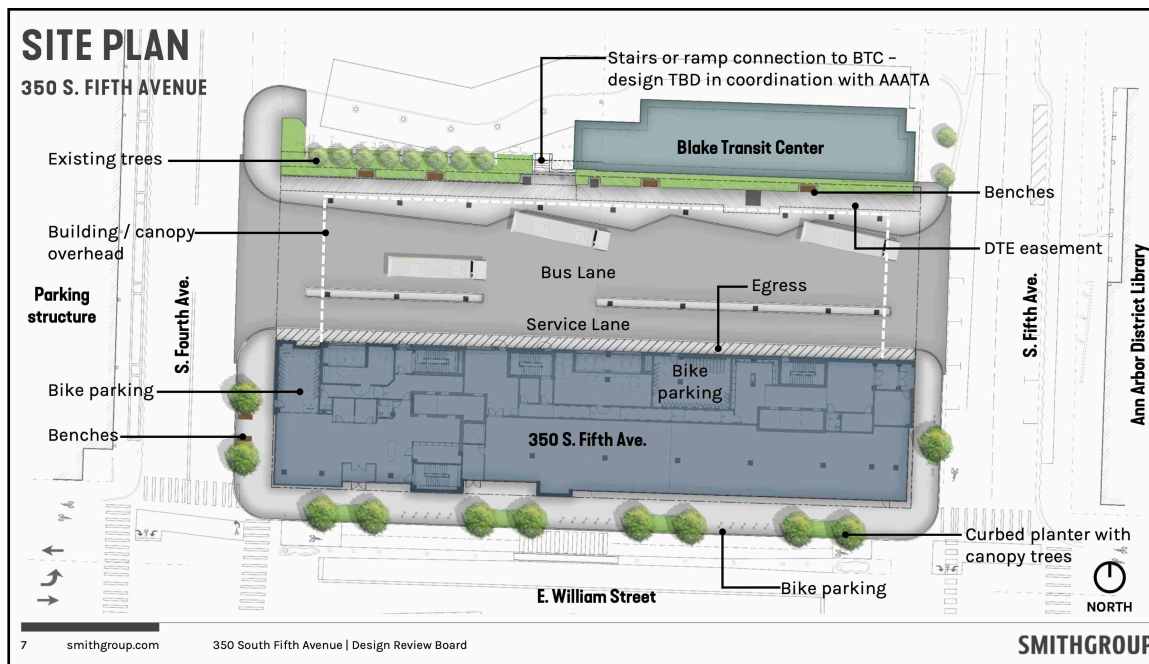 SITE PLAN
350 S. FIFTH AVENUE
Stairs or ramp connection to BTC –
design TBD in coordination with AAATA
Blake Transit Center
Existing trees
Benches
Building / canopy
overhead
DTE easement
Bus Lane
Egress
Parking
structure
S. Fourth Ave.
Service Lane
S. Fifth Ave.
Ann Arbor District Library
Bike parking
Bike
parking
Benches
350 S. Fifth Ave.
Curbed planter with
canopy trees
Bike parking
E. William Street
NORTH
7
smithgroup.com
350 South Fifth Avenue | Design Review Board
SMITHGROUP